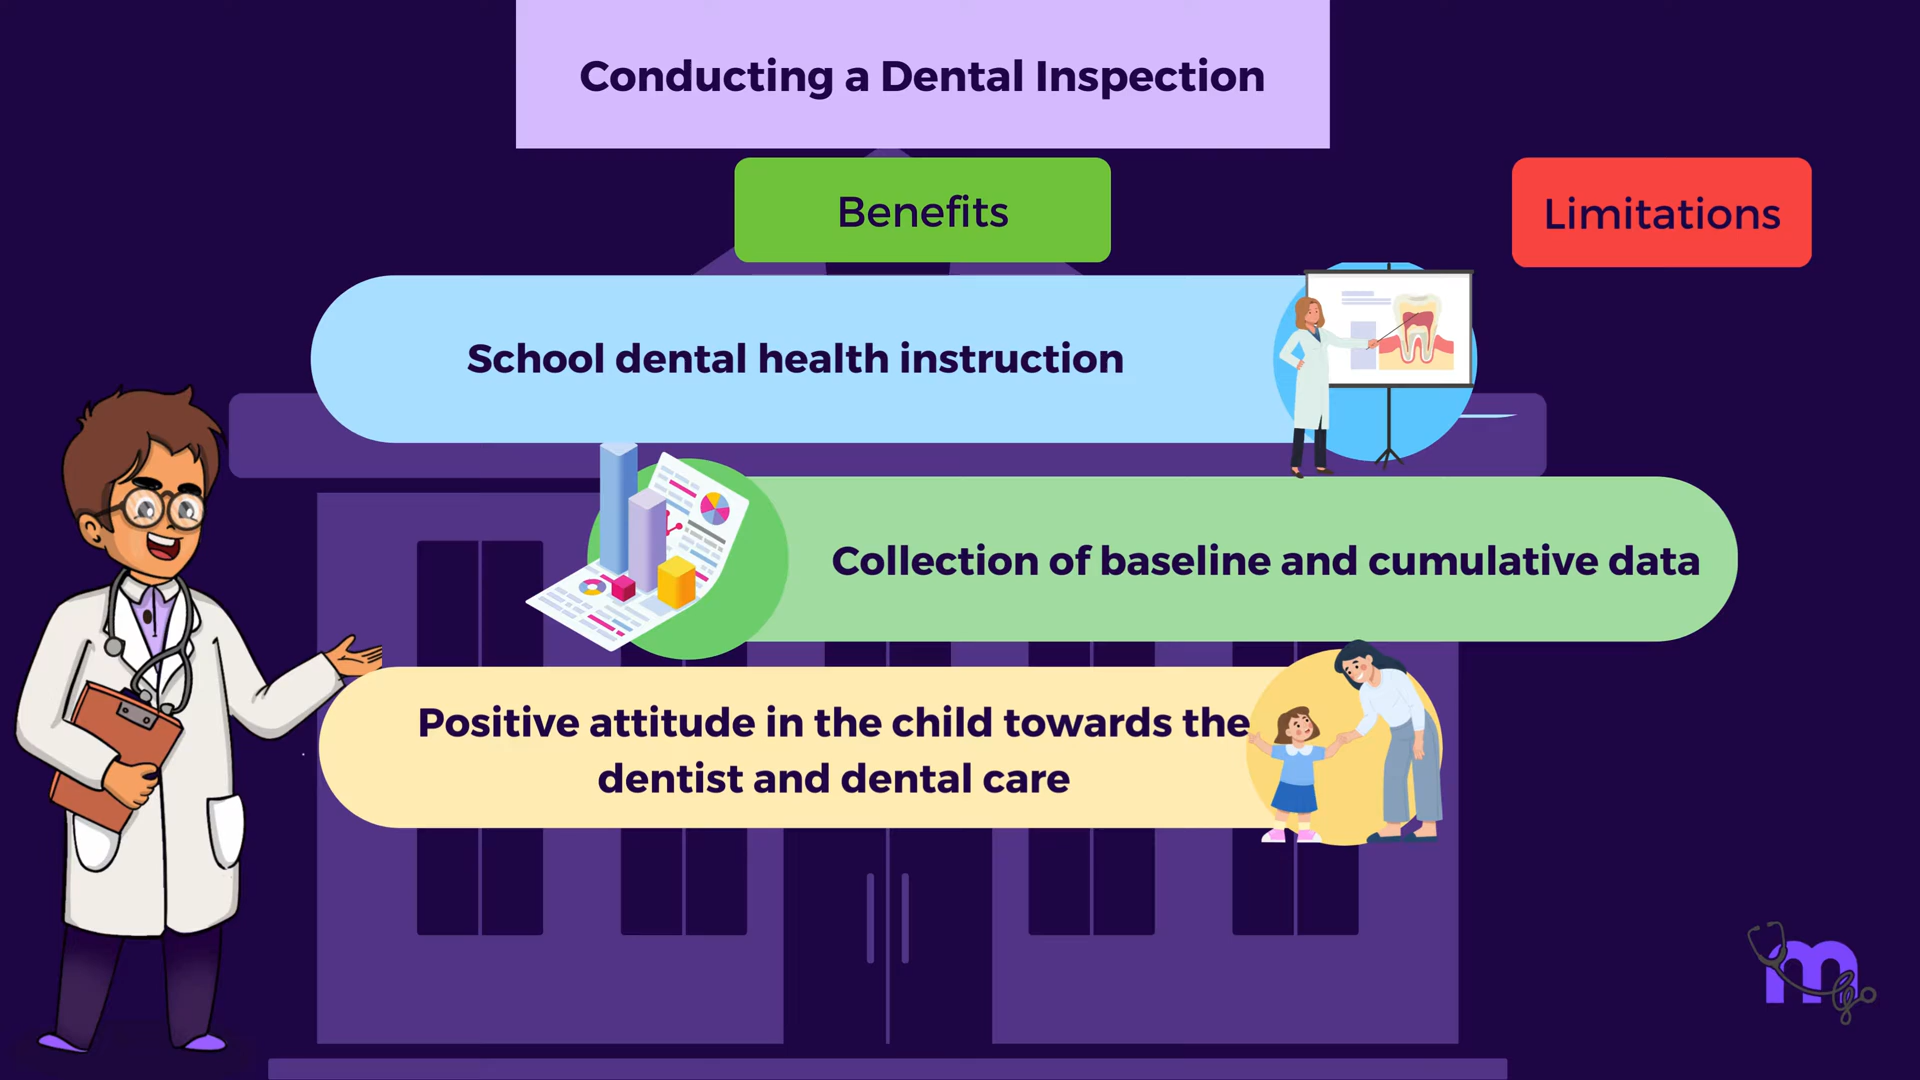 Conducting a Dental Inspection
Benefits
Limitations
School dental health instruction
Collection of baseline and cumulative data
Positive attitude in the child towards the
dentist and dental care
m
go